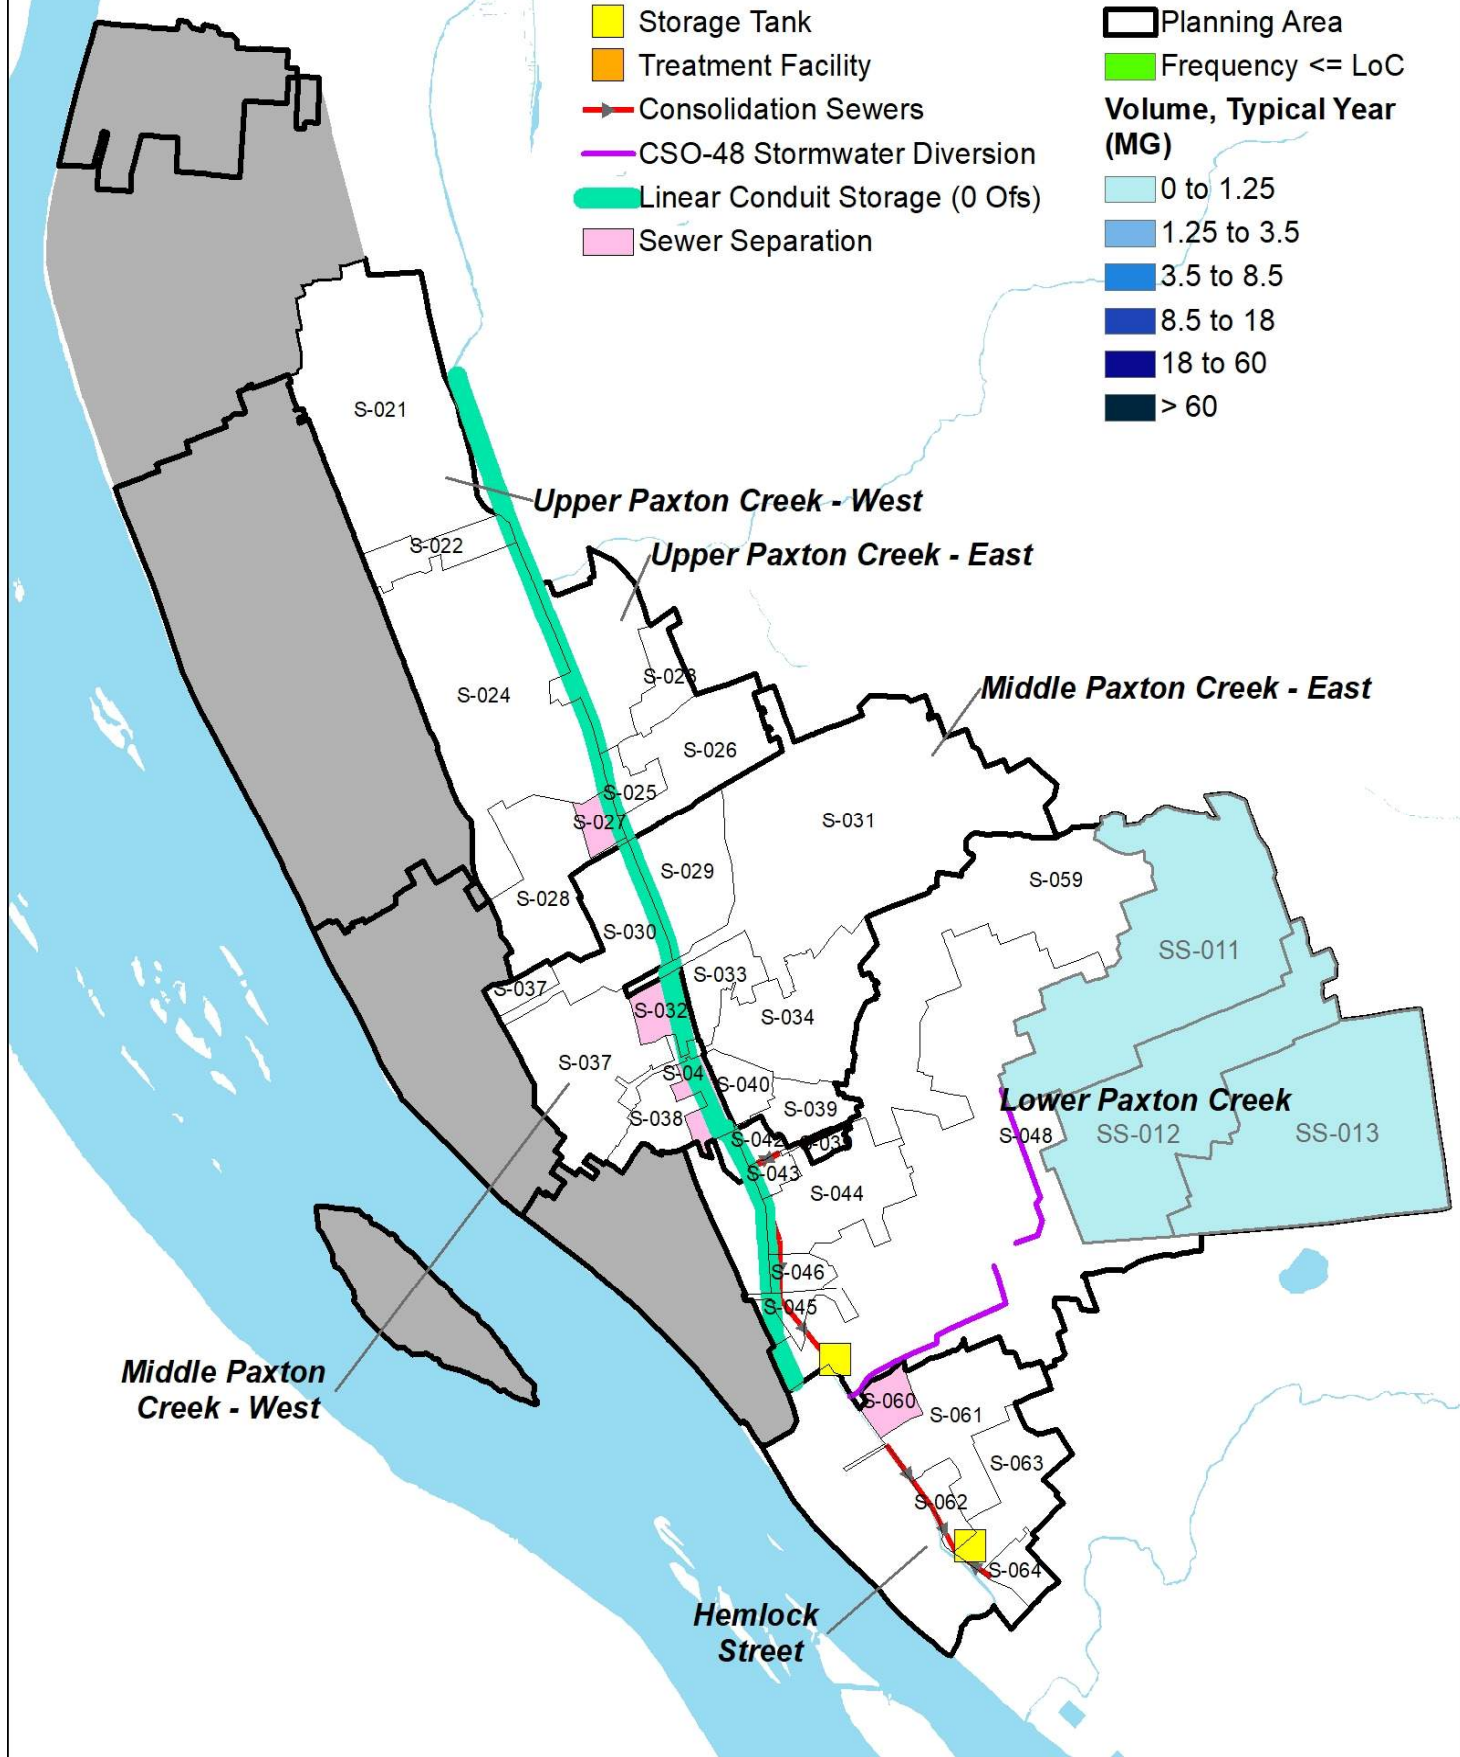 Storage Tank
Treatment Facility
Consolidation Sewers
CSO-48 Stormwater Diversion
Linear Conduit Storage (0 Ofs)
Sewer Separation
Planning Area
Frequency <= LoC
Volume, Typical Year
(MG)
0 to 1.25
1.25 to 3.5
3.5 to 8.5
8.5 to 18
18 to 60
> 60
S-021
Upper Paxton Creek - West
S-022
Upper Paxton Creek - East
S-023
S-024
Middle Paxton Creek - East
S-026
S-025
S-027
S-031
S-029
S-059
S-028
S-030
SS-011
S-033
S-037
S-032
S-034
S-037
S-04
S-040
S-039
Lower Paxton Creek
S-038
S-048
SS-012
SS-013
S-042
S-043
S-044
S-046
S-045
Middle Paxton
Creek - West
S-060
S-061
S-063
S-062
S-064
Hemlock
Street